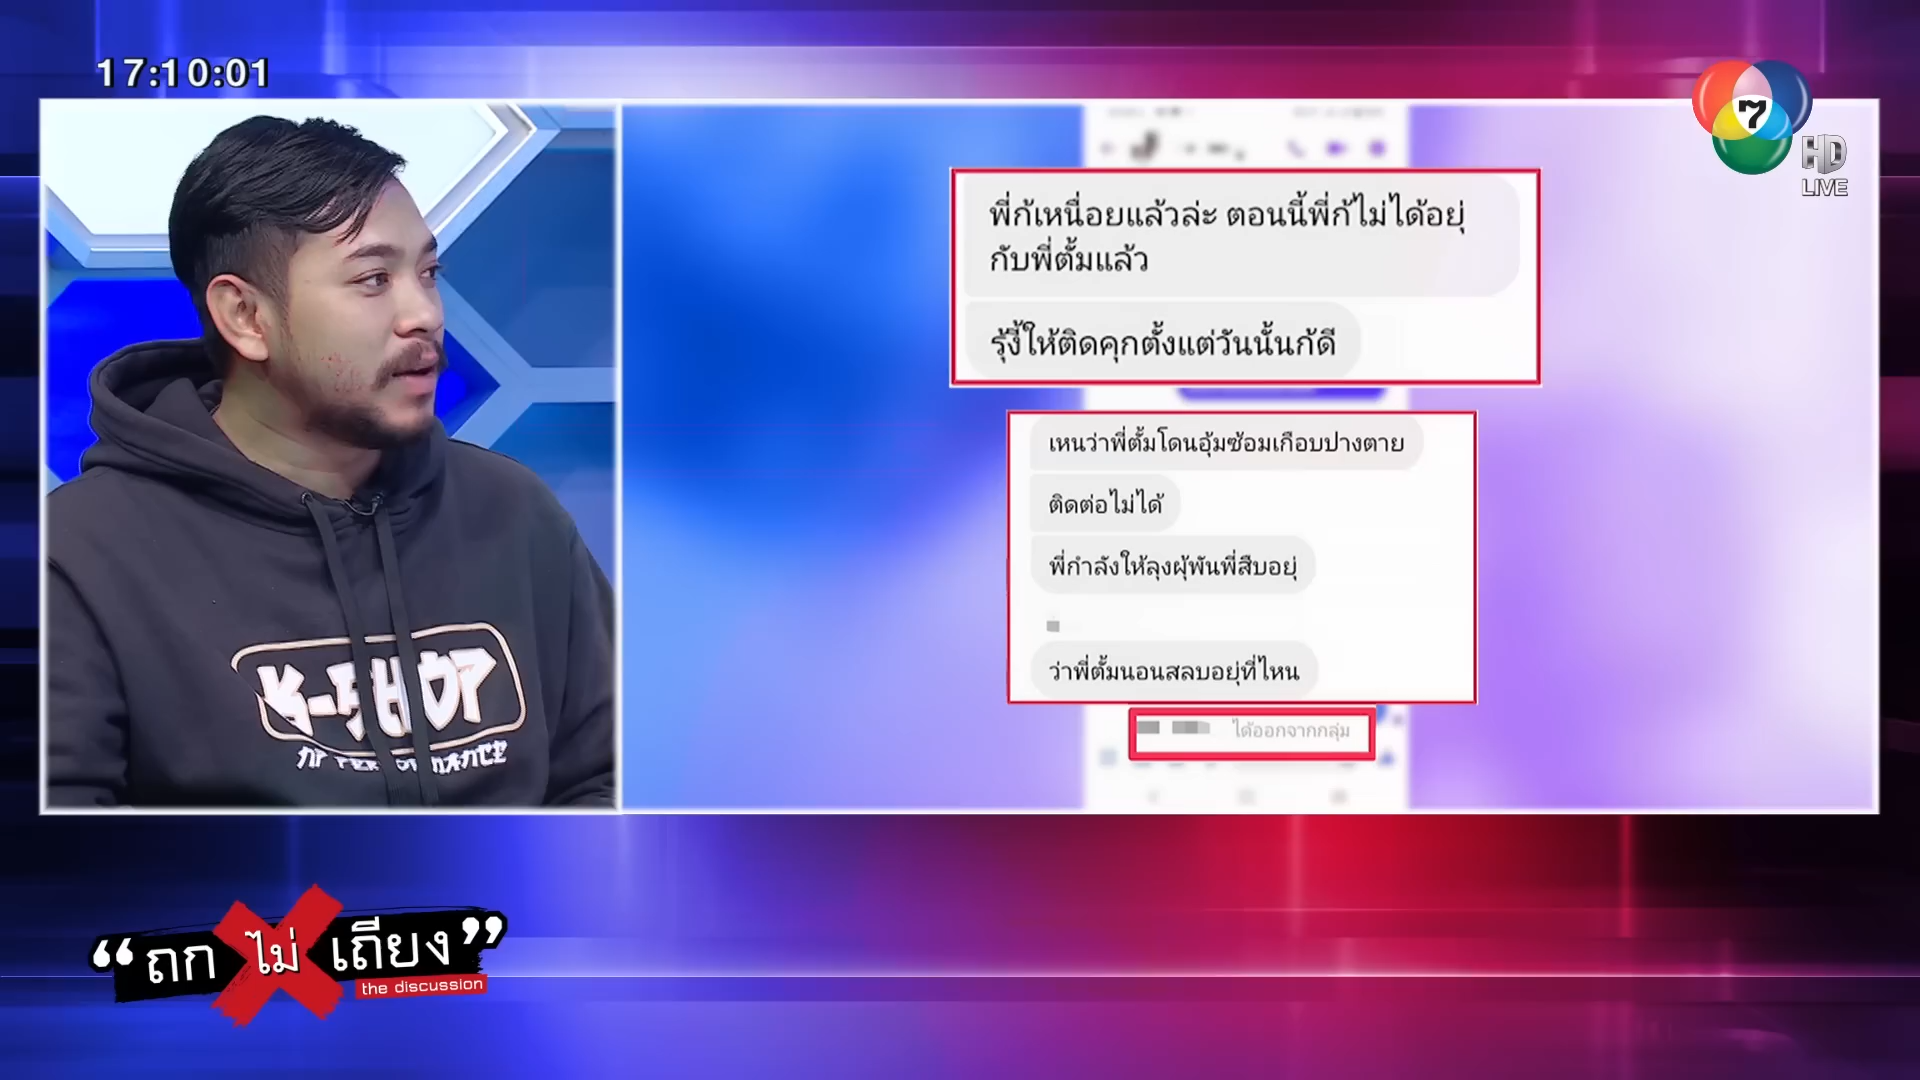 17:10:01
7
HD
LIVE
พี่ก้เหนื่อยแล้วล่ะ ตอนนี้พี่ก้ไม่ได้อยุ่
กับพี่ตั้มแล้ว
รุ้งี้ให้ติดคุกตั้งแต่วันนั้นก้ดี
เหนว่าพี่ตั้มโดนอุ้มซ้อมเกือบปางตาย
ติดต่อไม่ได้
พี่กำลังให้ลุงผุ้พันพี่สืบอยุ่
ว่าพี่ตั้มนอนสลบอยุ่ที่ไหน
ได้ออกจากกลุ่ม
K-SHOP
“ถก ไม่ เถียง”
the discussion